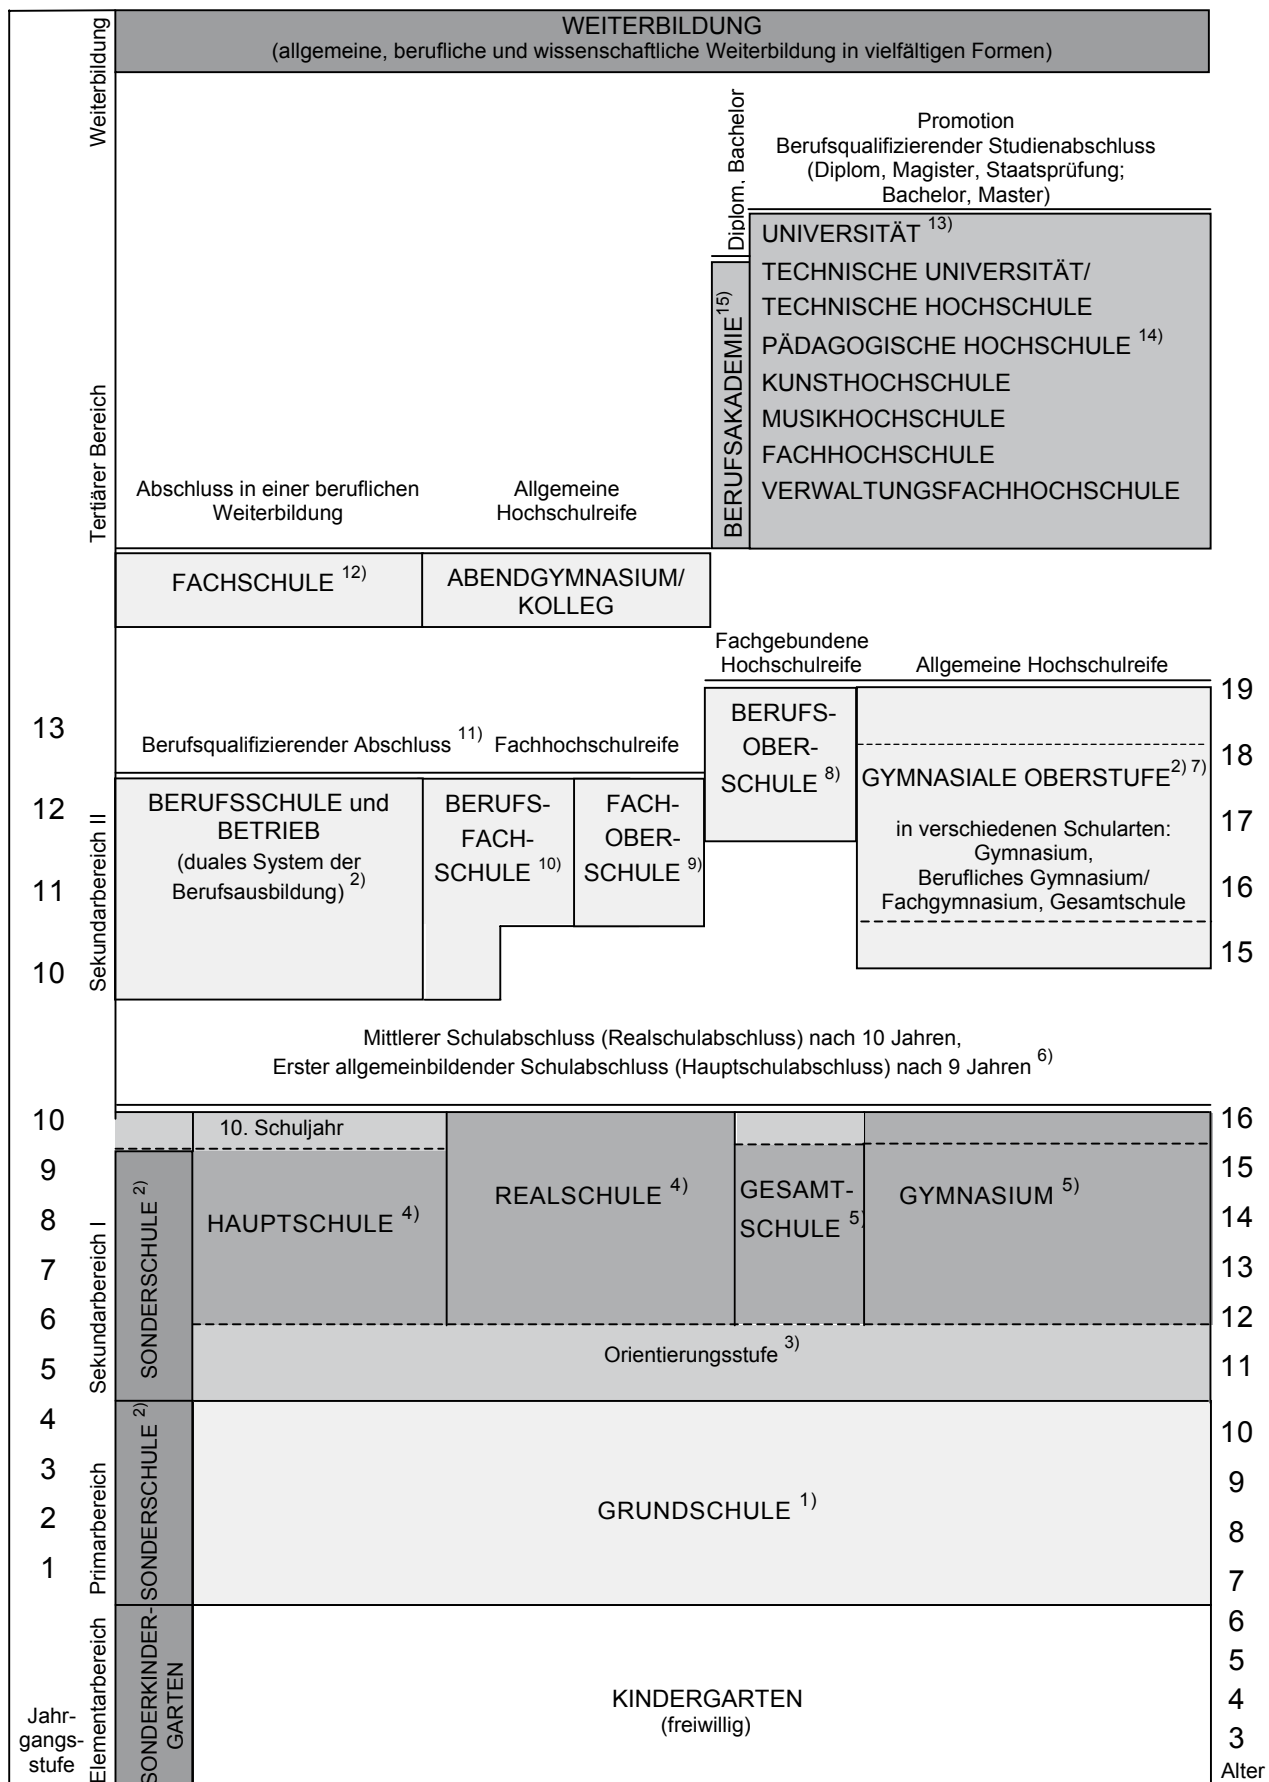 WEITERBILDUNG
(allgemeine, berufliche und wissenschaftliche Weiterbildung in vielfältigen Formen)
Weiterbildung
Diplom, Bachelor
Promotion
Berufsqualifizierender Studienabschluss
(Diplom, Magister, Staatsprüfung;
Bachelor, Master)
Tertiärer Bereich
BERUFSAKADEMIE 15)
UNIVERSITÄT 13)
TECHNISCHE UNIVERSITÄT/
TECHNISCHE HOCHSCHULE
PÄDAGOGISCHE HOCHSCHULE 14)
KUNSTHOCHSCHULE
MUSIKHOCHSCHULE
FACHHOCHSCHULE
VERWALTUNGSFACHHOCHSCHULE
Abschluss in einer beruflichen
Weiterbildung
Allgemeine
Hochschulreife
FACHSCHULE 12)
ABENDGYMNASIUM/
KOLLEG
Fachgebundene
Hochschulreife
Allgemeine Hochschulreife
Berufsqualifizierender Abschluss 11)
Fachhochschulreife
13
12
11
10
Sekundarbereich II
BERUFSSCHULE und
BETRIEB
(duales System der
Berufsausbildung) 2)
BERUFS-
FACH-
SCHULE 10)
FACH-
OBER-
SCHULE 9)
BERUFS-
OBER-
SCHULE 8)
GYMNASIALE OBERSTUFE 2) 7)
in verschiedenen Schularten:
Gymnasium,
Berufliches Gymnasium/
Fachgymnasium, Gesamtschule
19
18
17
16
15
Mittlerer Schulabschluss (Realschulabschluss) nach 10 Jahren,
Erster allgemeinbildender Schulabschluss (Hauptschulabschluss) nach 9 Jahren 6)
10
9
8
7
6
5
Sekundarbereich I
SONDERSCHULE 2)
10. Schuljahr
HAUPTSCHULE 4)
REALSCHULE 4)
GESAMT-
SCHULE 5)
GYMNASIUM 5)
Orientierungsstufe 3)
16
15
14
13
12
11
4
3
2
1
Primarbereich
SONDERSCHULE 2)
GRUNDSCHULE 1)
10
9
8
7
Elementarbereich
SONDERKINDER-
GARTEN
KINDERGARTEN
(freiwillig)
6
5
4
3
Jahr-
gangs-
stufe
Alter